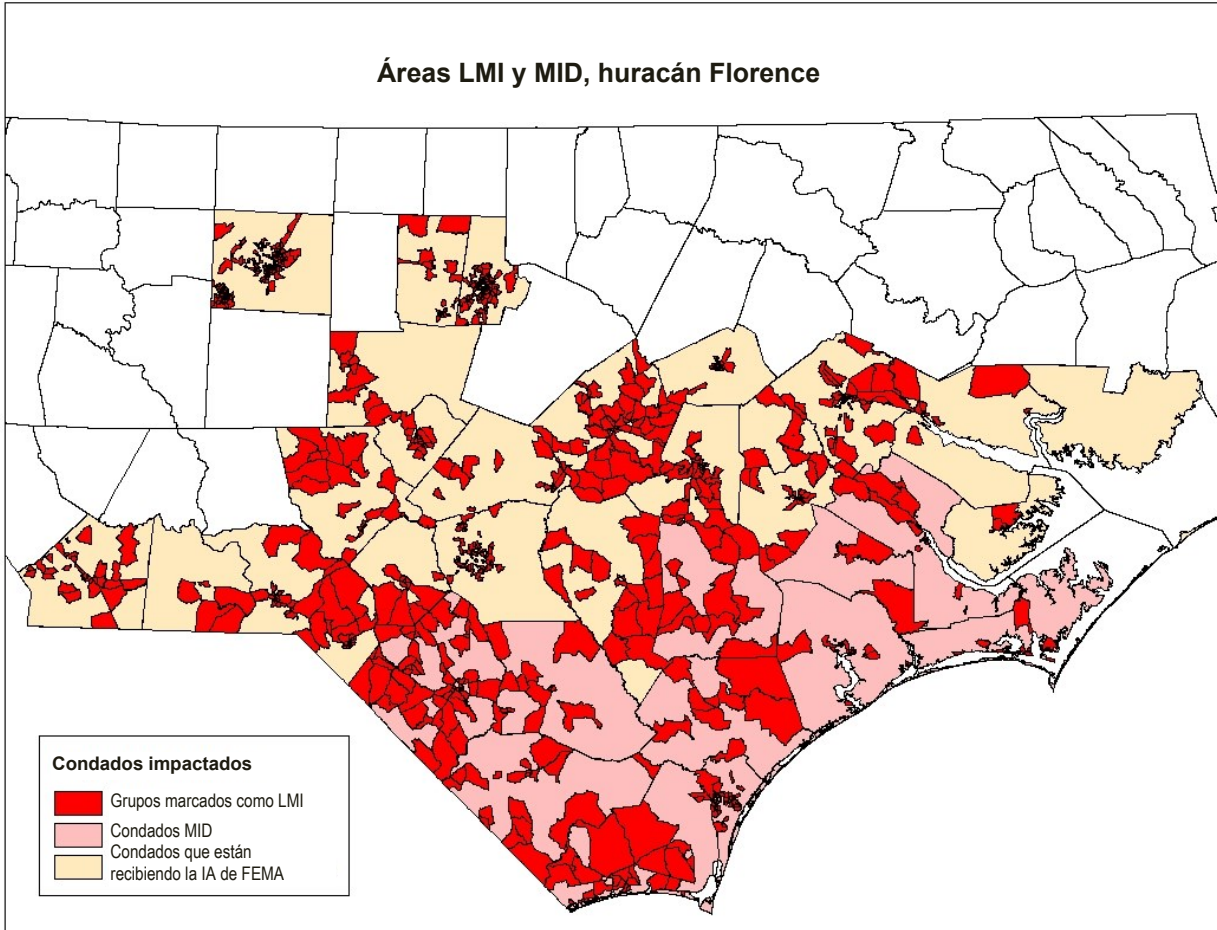 Áreas LMI y MID, huracán Florence
Condados impactados
Grupos marcados como LMI
Condados MID
Condados que están
recibiendo la IA de FEMA